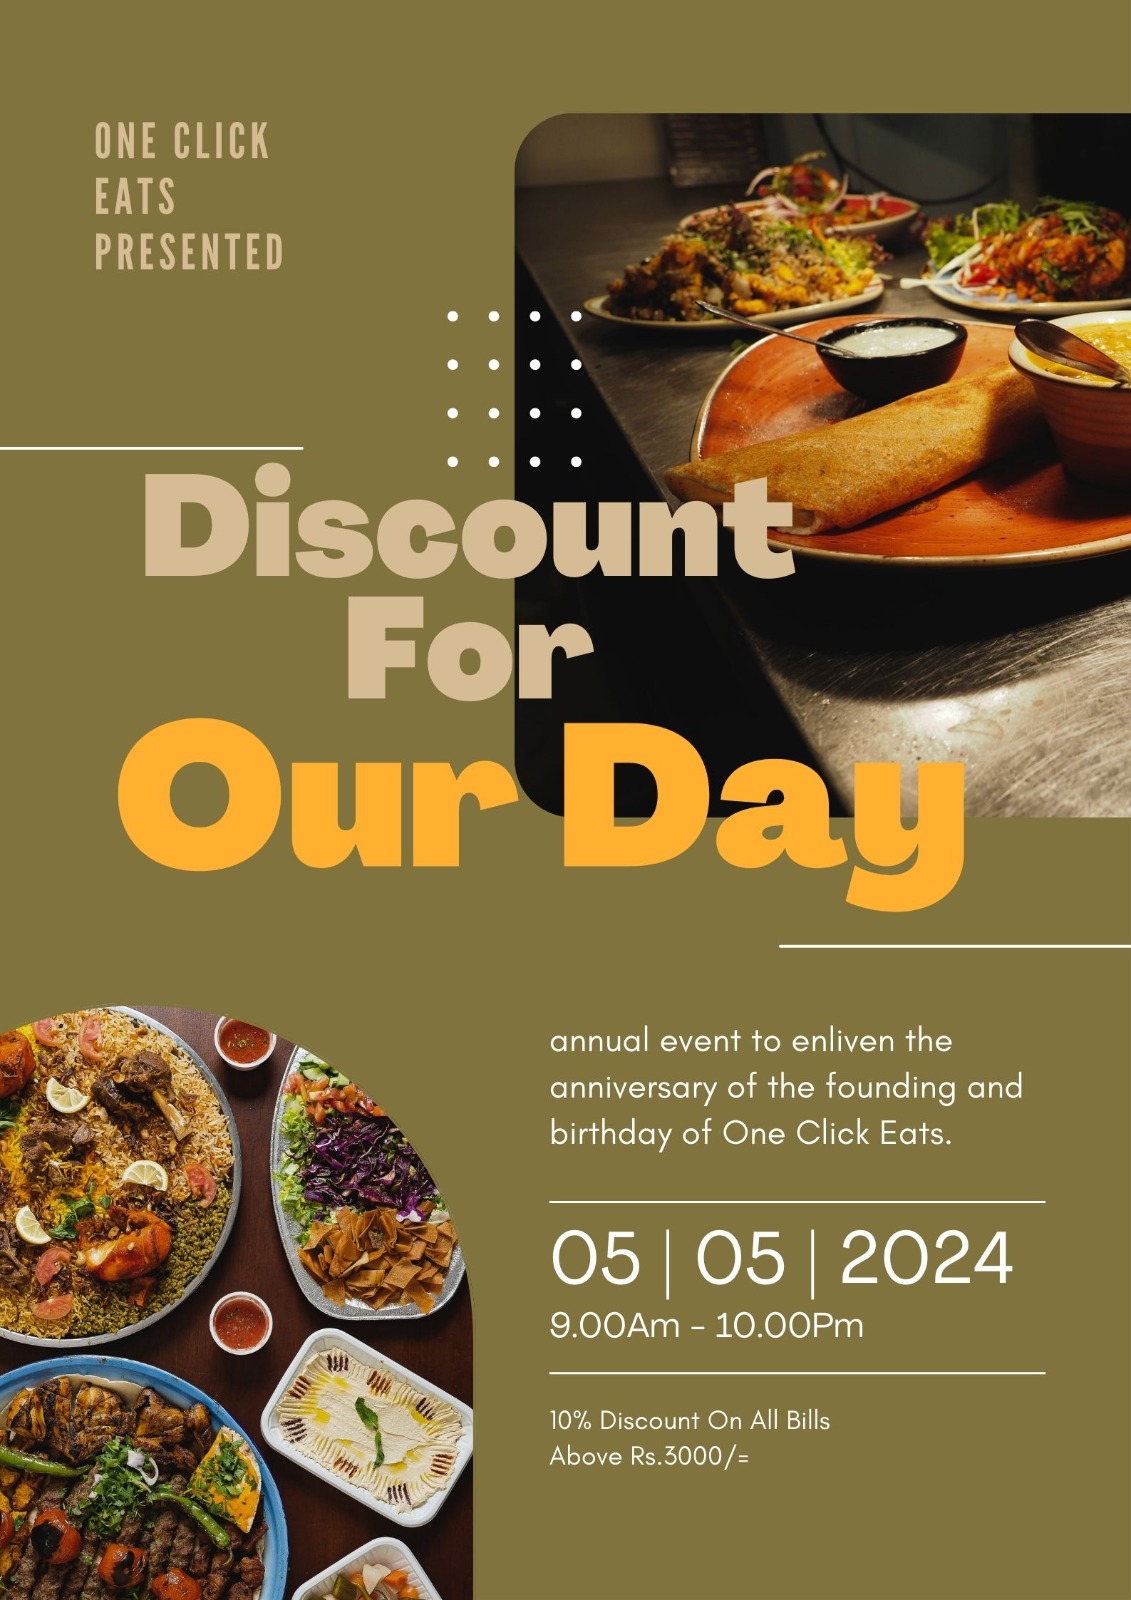 ONE CLICK
EATS
PRESENTED
Discount
For
Our Day
annual event to enliven the
anniversary of the founding and
birthday of One Click Eats.
05 | 05 | 2024
9.00Am - 10.00Pm
10% Discount On All Bills
Above Rs.3000/=